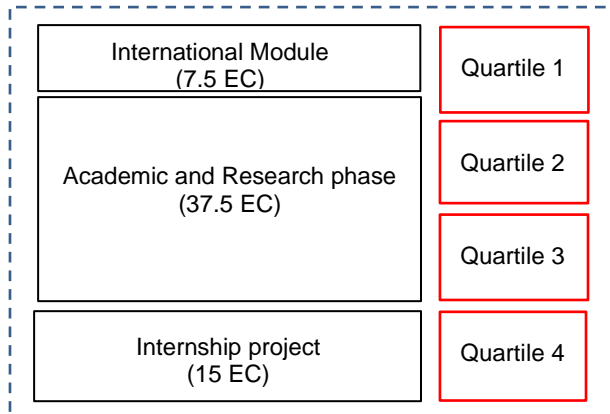 International Module
(7.5 EC)
Quartile 1
Academic and Research phase
(37.5 EC)
Quartile 2
Quartile 3
Internship project
(15 EC)
Quartile 4